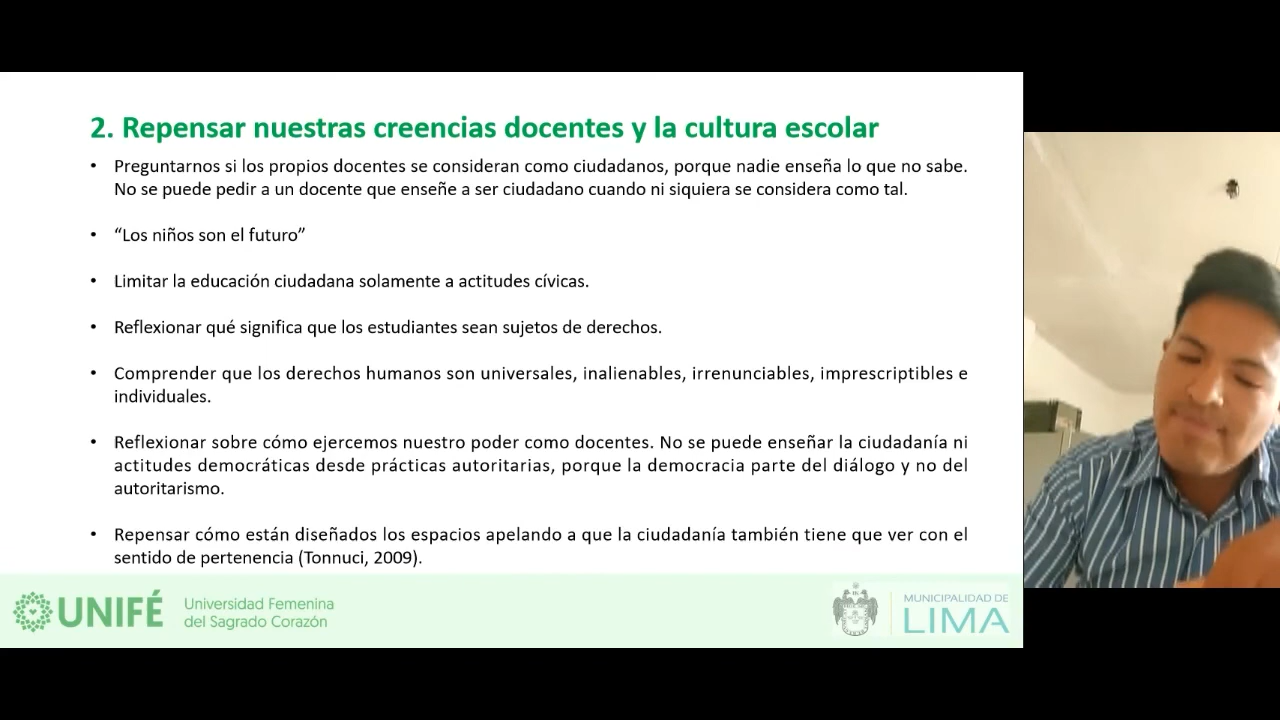 2. Repensar nuestras creencias docentes y la cultura escolar
• Preguntarnos si los propios docentes se consideran como ciudadanos, porque nadie enseña lo que no sabe.
No se puede pedir a un docente que enseñe a ser ciudadano cuando ni siquiera se considera como tal.
• “Los niños son el futuro”
• Limitar la educación ciudadana solamente a actitudes cívicas.
• Reflexionar qué significa que los estudiantes sean sujetos de derechos.
• Comprender que los derechos humanos son universales, inalienables, irrenunciables, imprescriptibles e
individuales.
• Reflexionar sobre cómo ejercemos nuestro poder como docentes. No se puede enseñar la ciudadanía ni
actitudes democráticas desde prácticas autoritarias, porque la democracia parte del diálogo y no del
autoritarismo.
• Repensar cómo están diseñados los espacios apelando a que la ciudadanía también tiene que ver con el
sentido de pertenencia (Tonnuci, 2009).
UNIFÉ
Universidad Femenina
del Sagrado Corazón
MUNICIPALIDAD DE
LIMA